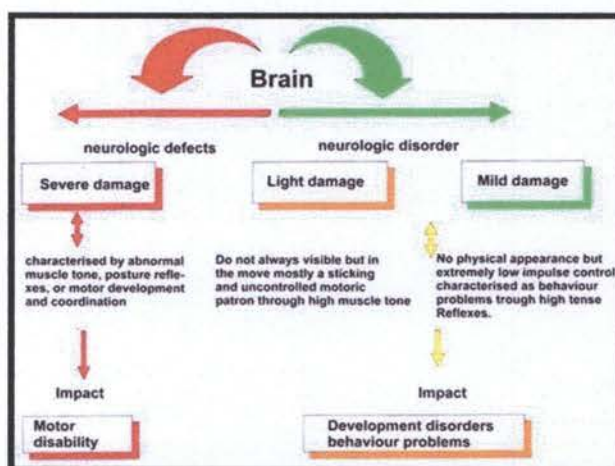 Brain
neurologic defects
neurologic disorder
Severe damage
Light damage
Mild damage
characterised by abnormal
muscle tone, posture refle-
xes, or motor development
and coordination
Do not always visible but in
the move mostly a sticking
and uncontrolled motoric
patron through high muscle tone
No physical appearance but
extremely low impulse control
characterised as behaviour
problems trough high tense
Reflexes.
Impact
Impact
Motor
disability
Development disorders
behaviour problems